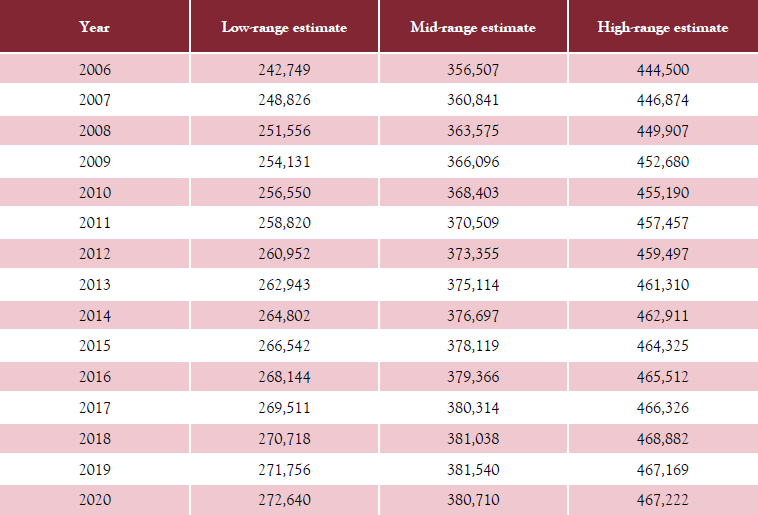 Year Low-range estimate Mid-range estimate High-range estimate
2006 242,749 356,507 444,500
2007 248,826 360,841 446,874
2008 251,556 363,575 449,907
2009 254,131 366,096 452,680
2010 256,550 368,403 455,190
2011 258,820 370,509 457,457
2012 260,952 373,355 459,497
2013 262,943 375,114 461,310
2014 264,802 376,697 462,911
2015 266,542 378,119 464,325
2016 268,144 379,366 465,512
2017 269,511 380,314 466,326
2018 270,718 381,038 468,882
2019 271,756 381,540 467,169
2020 272,640 380,710 467,222